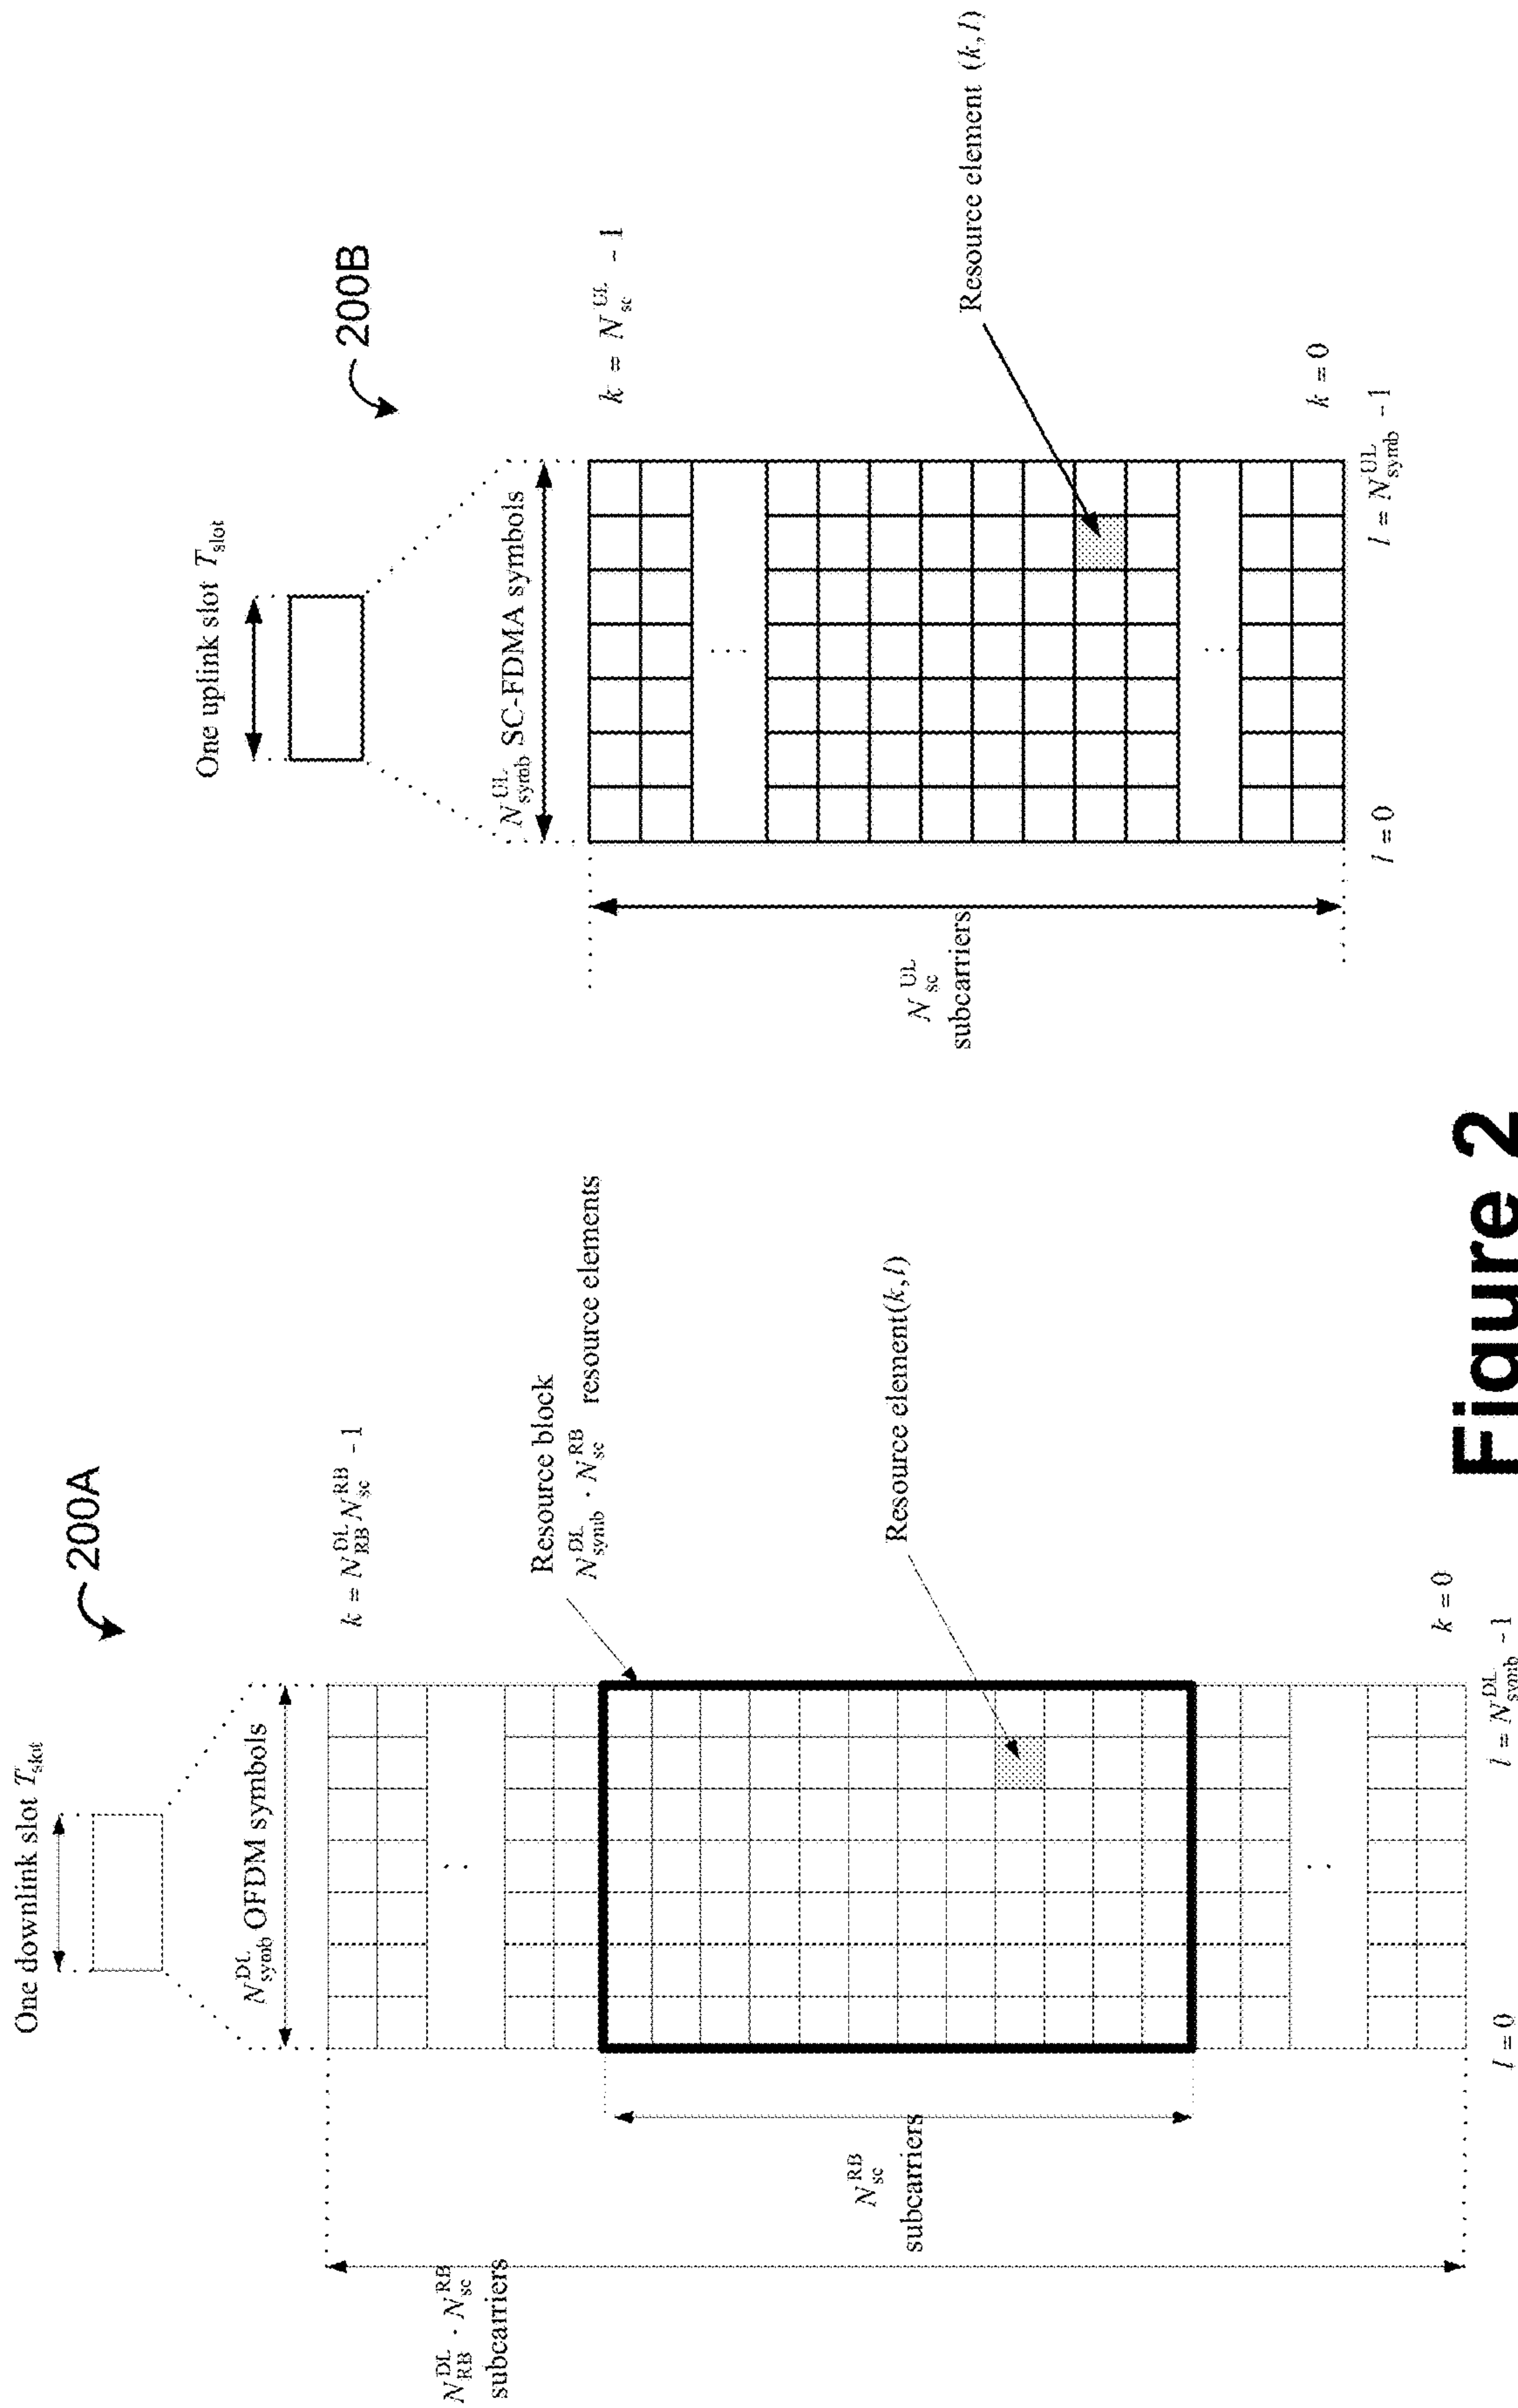 200A
One downlink slot T_slot
N_symb^DL OFDM symbols
k = N_RB^DL N_sc^RB - 1
Resource block
N_symb^DL · N_sc^RB resource elements
N_RB^DL · N_sc^RB
subcarriers
N_sc^RB
subcarriers
Resource element(k,l)
k = 0
l = 0
l = N_symb^DL - 1
200B
One uplink slot T_slot
N_symb^UL SC-FDMA symbols
k = N_sc^UL - 1
N_sc^UL
subcarriers
Resource element (k,l)
k = 0
l = 0
l = N_symb^UL - 1
Figure 2